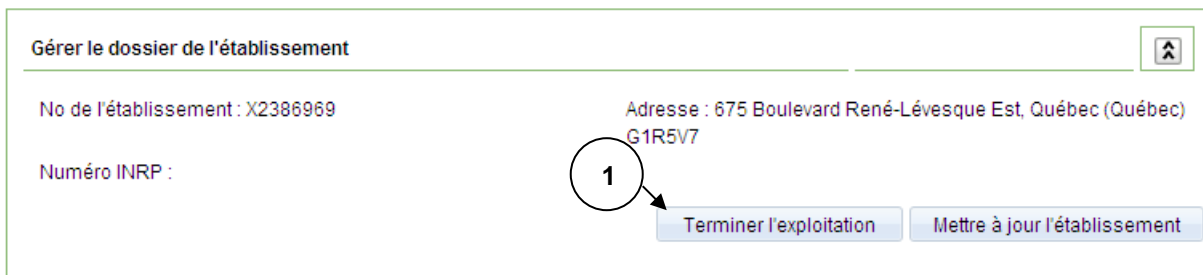 Gérer le dossier de l'établissement
No de l'établissement : X2386969
Adresse : 675 Boulevard René-Lévesque Est, Québec (Québec)
G1R5V7
Numéro INRP :
1
Terminer l'exploitation
Mettre à jour l'établissement